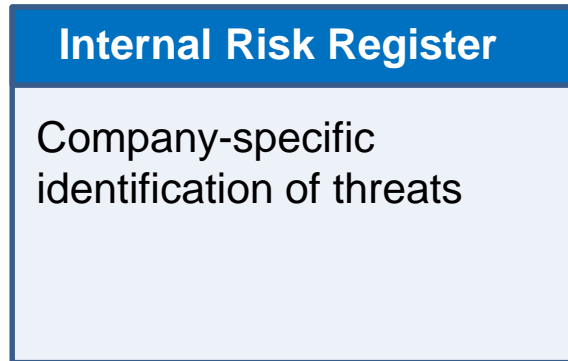 Internal Risk Register
Company-specific
identification of threats